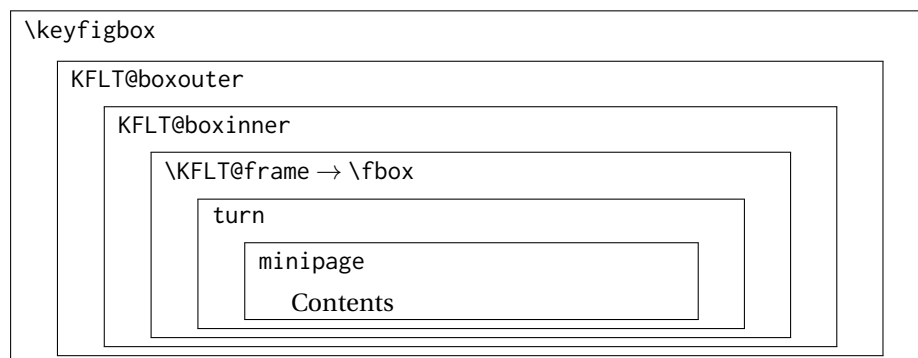 \keyfigbox
KFLT@boxouter
KFLT@boxinner
\KFLT@frame → \fbox
turn
minipage
Contents